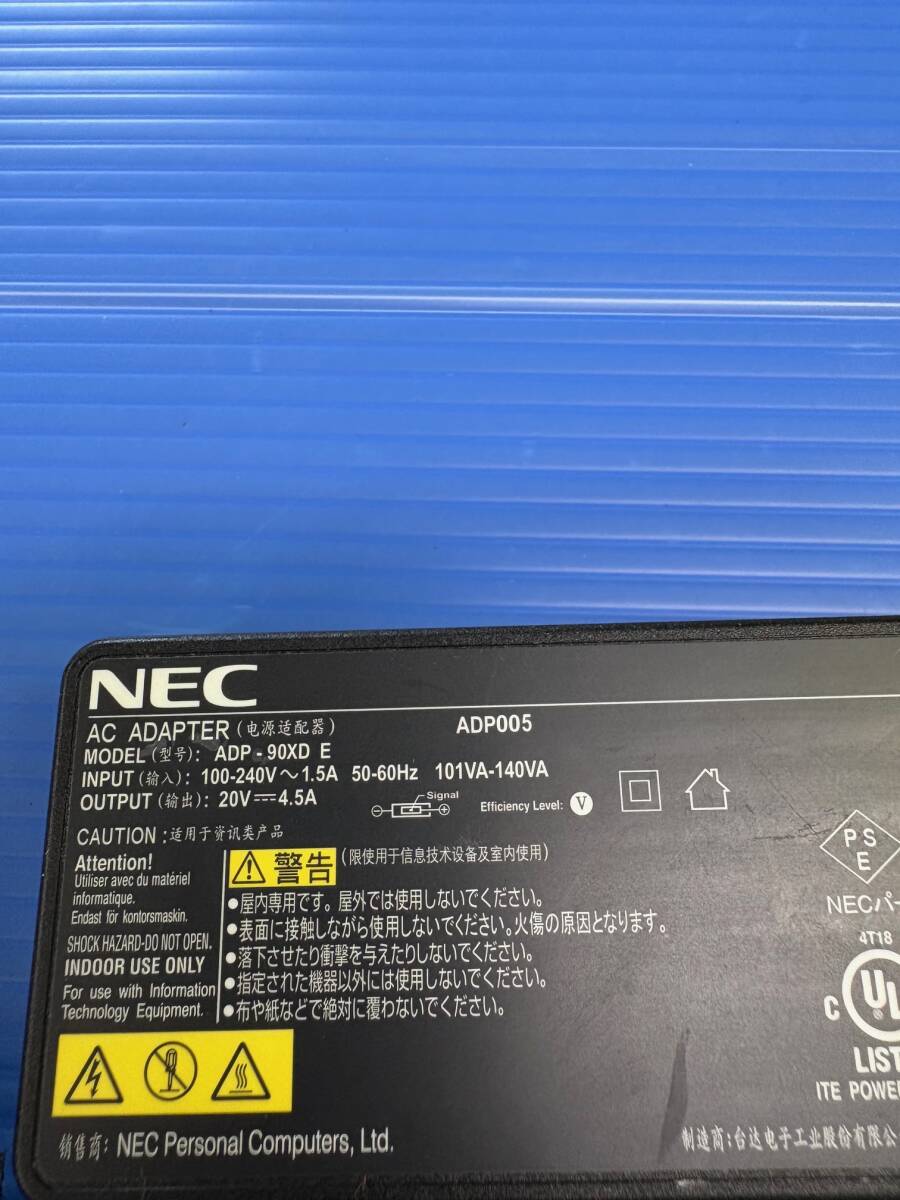 NEC
AC ADAPTER (电源适配器) ADP005
MODEL (型号): ADP-90XD E
INPUT (输入): 100-240V～1.5A 50-60Hz 101VA-140VA
OUTPUT (输出): 20V⎓4.5A
Signal
Efficiency Level: V
CAUTION :适用于资讯类产品
Attention!
Utiliser avec du matériel
informatique.
Endast för kontorsmaskin.
SHOCK HAZARD-DO NOT OPEN.
INDOOR USE ONLY
For use with Information
Technology Equipment.
警告 (限使用于信息技术设备及室内使用)
●屋内専用です。屋外では使用しないでください。
●表面に接触しながら使用しないでください。火傷の原因となります。
●落下させたり衝撃を与えたりしないでください。
●指定された機器以外には使用しないでください。
●布や紙などで絶対に覆わないでください。
PS
E
NECパー
4T18
C UL
LIST
ITE POWER
销售商: NEC Personal Computers, Ltd.
制造商:台达电子工业股份有限公